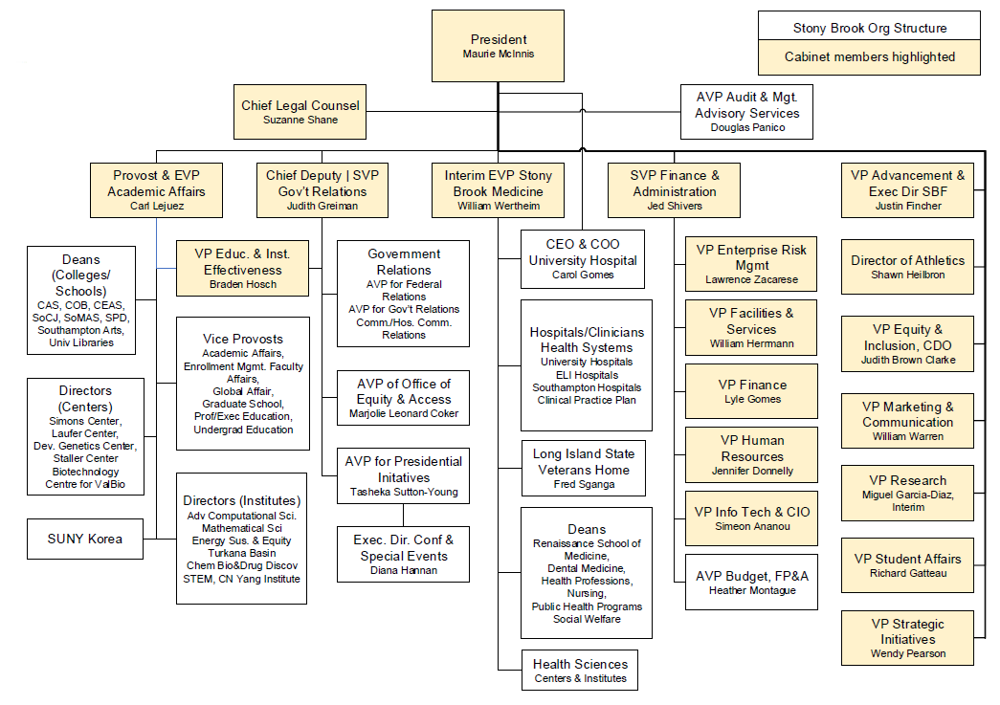 President
Maurie McInnis
Stony Brook Org Structure
Cabinet members highlighted
Chief Legal Counsel
Suzanne Shane
AVP Audit & Mgt.
Advisory Services
Douglas Panico
Provost & EVP
Academic Affairs
Carl Lejuez
Chief Deputy | SVP
Gov't Relations
Judith Greiman
Interim EVP Stony
Brook Medicine
William Wertheim
SVP Finance &
Administration
Jed Shivers
VP Advancement &
Exec Dir SBF
Justin Fincher
Deans
(Colleges/
Schools)
CAS, COB, CEAS,
SoCJ, SoMAS, SPD,
Southampton Arts,
Univ Libraries
Directors
(Centers)
Simons Center,
Laufer Center,
Dev. Genetics Center,
Staller Center
Biotechnology
Centre for ValBio
SUNY Korea
VP Educ. & Inst.
Effectiveness
Braden Hosch
Vice Provosts
Academic Affairs,
Enrollment Mgmt. Faculty
Affairs,
Global Affair,
Graduate School,
Prof/Exec Education,
Undergrad Education
Directors (Institutes)
Adv Computational Sci.
Mathematical Sci
Energy Sus. & Equity
Turkana Basin
Chem Bio&Drug Discov
STEM, CN Yang Institute
Government
Relations
AVP for Federal
Relations
AVP for Gov't Relations
Comm./Hos. Comm.
Relations
AVP of Office of
Equity & Access
Marjolie Leonard Coker
AVP for Presidential
Initatives
Tasheka Sutton-Young
Exec. Dir. Conf &
Special Events
Diana Hannan
CEO & COO
University Hospital
Carol Gomes
Hospitals/Clinicians
Health Systems
University Hospitals
ELI Hospitals
Southampton Hospitals
Clinical Practice Plan
Long Island State
Veterans Home
Fred Sganga
Deans
Renaissance School of
Medicine,
Dental Medicine,
Health Professions,
Nursing,
Public Health Programs
Social Welfare
Health Sciences
Centers & Institutes
VP Enterprise Risk
Mgmt
Lawrence Zacarese
VP Facilities &
Services
William Herrmann
VP Finance
Lyle Gomes
VP Human
Resources
Jennifer Donnelly
VP Info Tech & CIO
Simeon Ananou
AVP Budget, FP&A
Heather Montague
Director of Athletics
Shawn Heilbron
VP Equity &
Inclusion, CDO
Judith Brown Clarke
VP Marketing &
Communication
William Warren
VP Research
Miguel Garcia-Diaz,
Interim
VP Student Affairs
Richard Gatteau
VP Strategic
Initiatives
Wendy Pearson